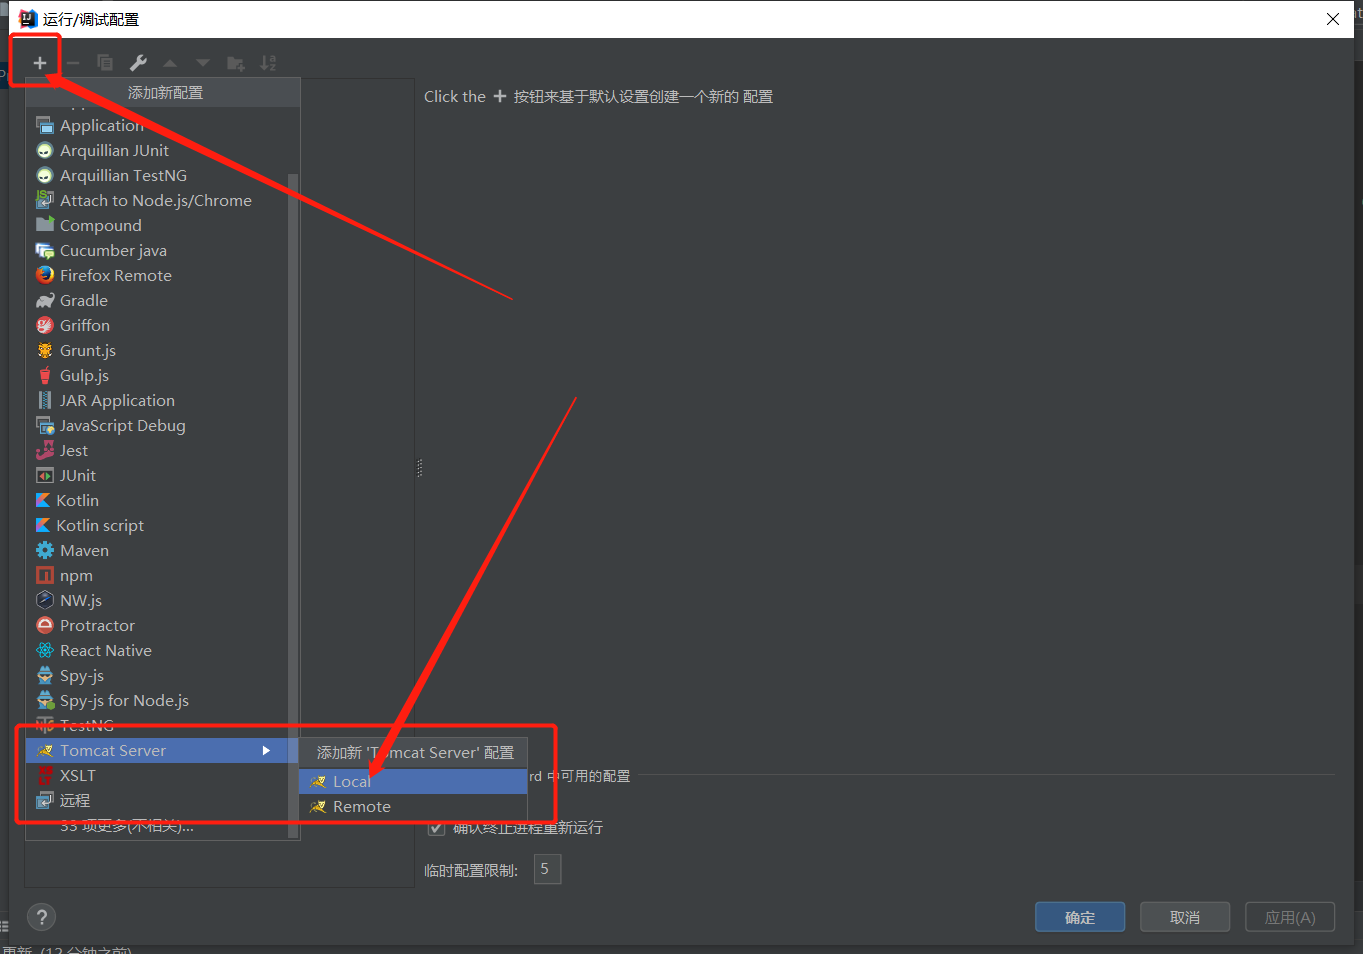 运行/调试配置
添加新配置
Click the + 按钮来基于默认设置创建一个新的 配置
Application
Arquillian JUnit
Arquillian TestNG
Attach to Node.js/Chrome
Compound
Cucumber java
Firefox Remote
Gradle
Griffon
Grunt.js
Gulp.js
JAR Application
JavaScript Debug
Jest
JUnit
Kotlin
Kotlin script
Maven
npm
NW.js
Protractor
React Native
Spy-js
Spy-js for Node.js
TestNG
Tomcat Server
添加新 'Tomcat Server' 配置
XSLT
Local
rd 中可用的配置
远程
Remote
33 项更多(不相关)...
确认终止进程重新运行
临时配置限制:
5
?
确定
取消
应用(A)
更新 (12 分钟之前)